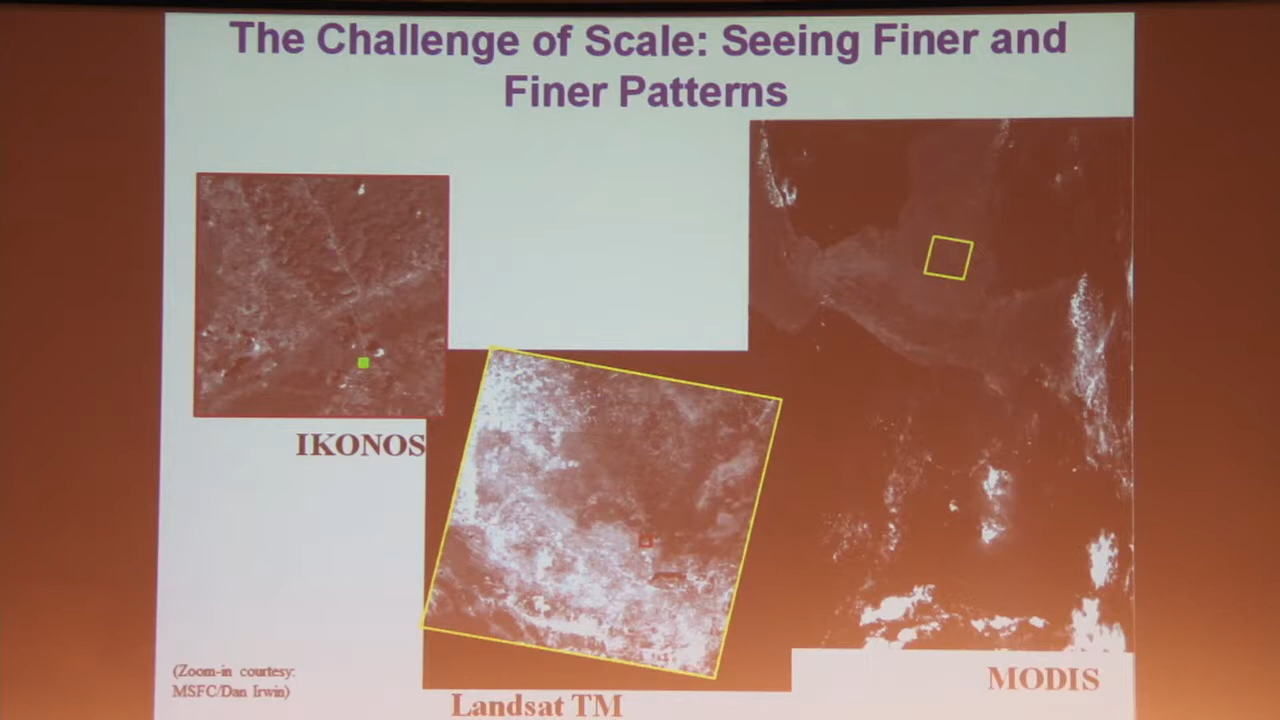 The Challenge of Scale: Seeing Finer and
Finer Patterns
IKONOS
(Zoom-in courtesy:
MSFC/Dan Irwin)
Landsat TM
MODIS